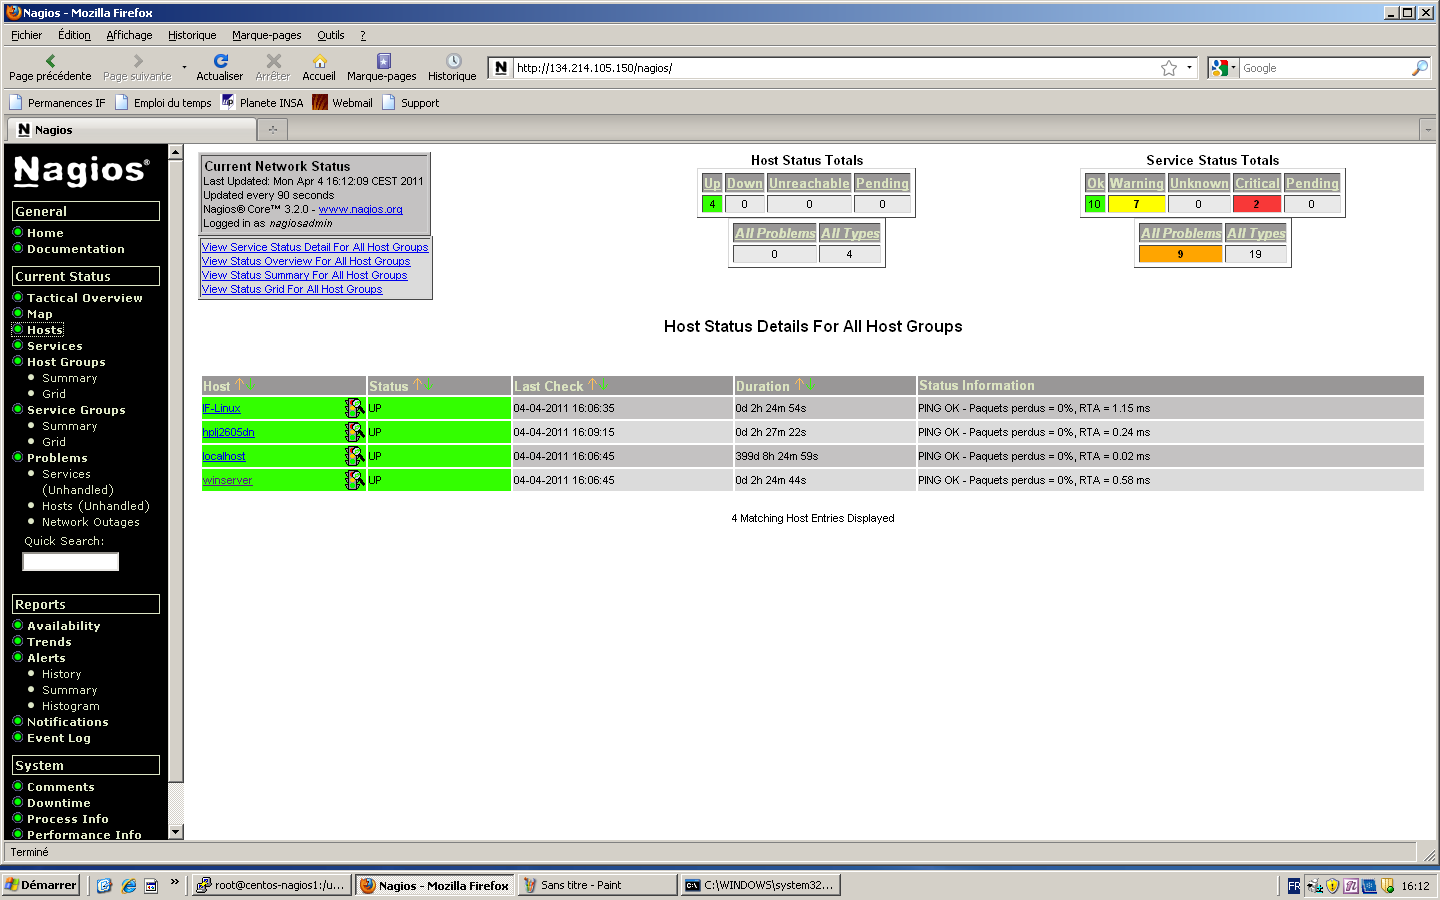 Nagios - Mozilla Firefox
Fichier Édition Affichage Historique Marque-pages Outils ?
Page précédente Page suivante Actualiser Arrêter Accueil Marque-pages Historique N http://134.214.105.150/nagios/ Google
Permanences IF Emploi du temps Planete INSA Webmail Support
N Nagios
Nagios®
General
Home
Documentation
Current Status
Tactical Overview
Map
Hosts
Services
Host Groups
Summary
Grid
Service Groups
Summary
Grid
Problems
Services
(Unhandled)
Hosts (Unhandled)
Network Outages
Quick Search:
Reports
Availability
Trends
Alerts
History
Summary
Histogram
Notifications
Event Log
System
Comments
Downtime
Process Info
Performance Info
Current Network Status
Last Updated: Mon Apr 4 16:12:09 CEST 2011
Updated every 90 seconds
Nagios® Core™ 3.2.0 - www.nagios.org
Logged in as nagiosadmin
View Service Status Detail For All Host Groups
View Status Overview For All Host Groups
View Status Summary For All Host Groups
View Status Grid For All Host Groups
Host Status Totals
Up Down Unreachable Pending
4 0 0 0
All Problems All Types
0 4
Service Status Totals
Ok Warning Unknown Critical Pending
10 7 0 2 0
All Problems All Types
9 19
Host Status Details For All Host Groups
Host Status Last Check Duration Status Information
IF-Linux UP 04-04-2011 16:06:35 0d 2h 24m 54s PING OK - Paquets perdus = 0%, RTA = 1.15 ms
hplj2605dn UP 04-04-2011 16:09:15 0d 2h 27m 22s PING OK - Paquets perdus = 0%, RTA = 0.24 ms
localhost UP 04-04-2011 16:06:45 399d 8h 24m 59s PING OK - Paquets perdus = 0%, RTA = 0.02 ms
winserver UP 04-04-2011 16:06:45 0d 2h 24m 44s PING OK - Paquets perdus = 0%, RTA = 0.58 ms
4 Matching Host Entries Displayed
Terminé
Démarrer » root@centos-nagios1:/u... Nagios - Mozilla Firefox Sans titre - Paint C:\WINDOWS\system32... FR 16:12